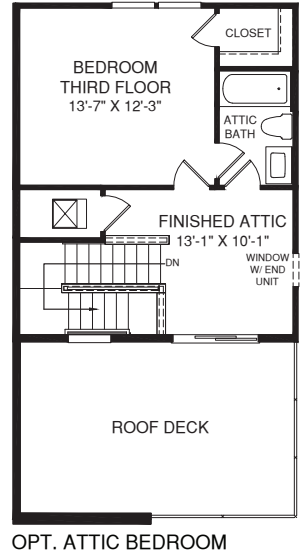 CLOSET
BEDROOM
THIRD FLOOR
13'-7" X 12'-3"
ATTIC
BATH
FINISHED ATTIC
13'-1" X 10'-1"
DN
WINDOW
W/ END
UNIT
ROOF DECK
OPT. ATTIC BEDROOM